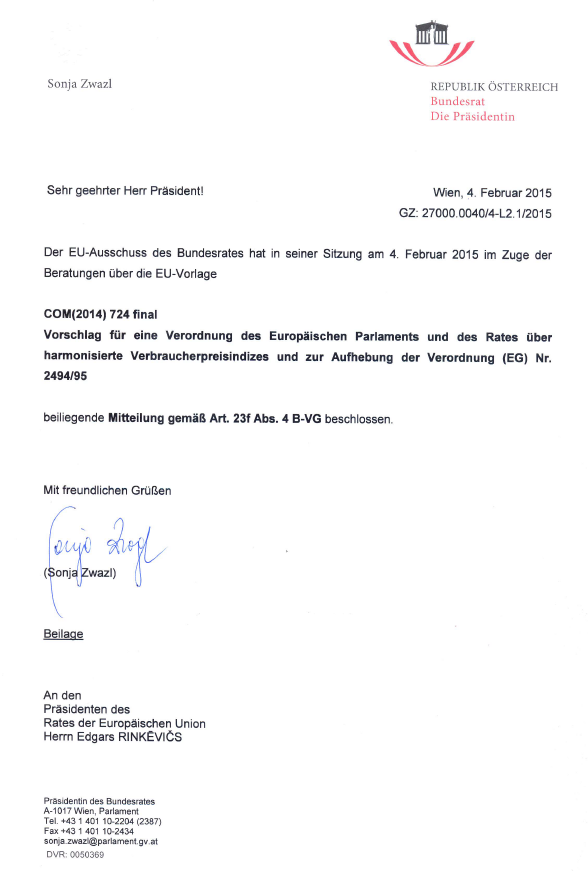 Sonja Zwazl
REPUBLIK ÖSTERREICH
Bundesrat
Die Präsidentin
Sehr geehrter Herr Präsident!
Wien, 4. Februar 2015
GZ: 27000.0040/4-L2.1/2015
Der EU-Ausschuss des Bundesrates hat in seiner Sitzung am 4. Februar 2015 im Zuge der
Beratungen über die EU-Vorlage
COM(2014) 724 final
Vorschlag für eine Verordnung des Europäischen Parlaments und des Rates über
harmonisierte Verbraucherpreisindizes und zur Aufhebung der Verordnung (EG) Nr.
2494/95
beiliegende Mitteilung gemäß Art. 23f Abs. 4 B-VG beschlossen.
Mit freundlichen Grüßen
Sonja Zwazl
(Sonja Zwazl)
Beilage
An den
Präsidenten des
Rates der Europäischen Union
Herrn Edgars RINKĒVIČS
Präsidentin des Bundesrates
A-1017 Wien, Parlament
Tel. +43 1 401 10-2204 (2387)
Fax +43 1 401 10-2434
sonja.zwazl@parlament.gv.at
DVR: 0050369